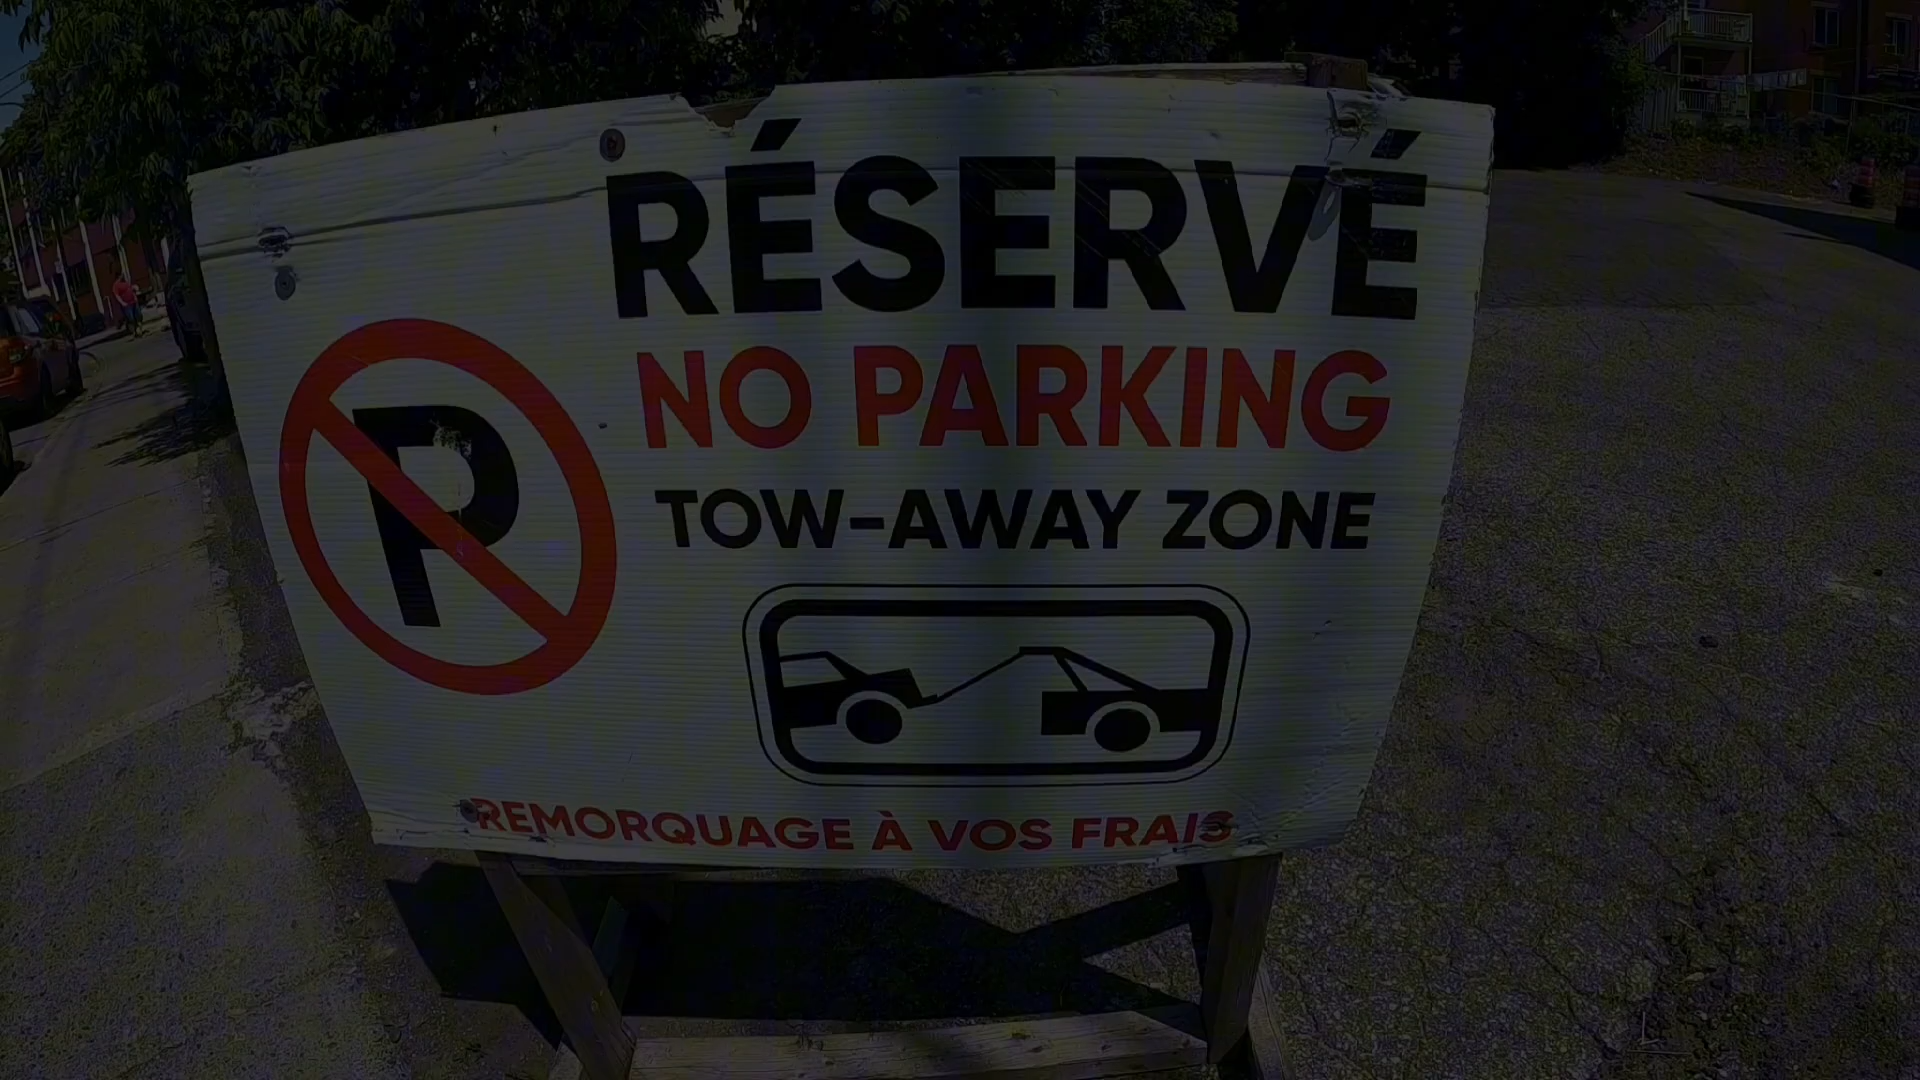 RÉSERVÉ
NO PARKING
P
TOW-AWAY ZONE
REMORQUAGE À VOS FRAIS